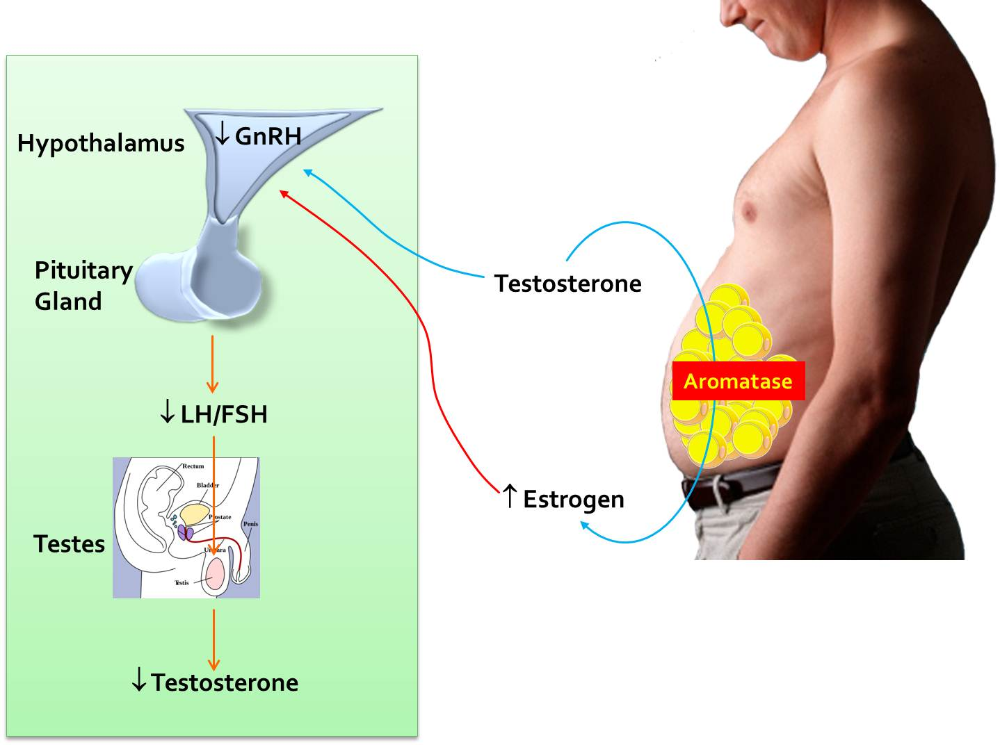 Hypothalamus
↓ GnRH
Pituitary
Gland
↓ LH/FSH
Rectum
Bladder
Prostate
Penis
Urethra
Testis
Testes
↓ Testosterone
Testosterone
Aromatase
↑ Estrogen